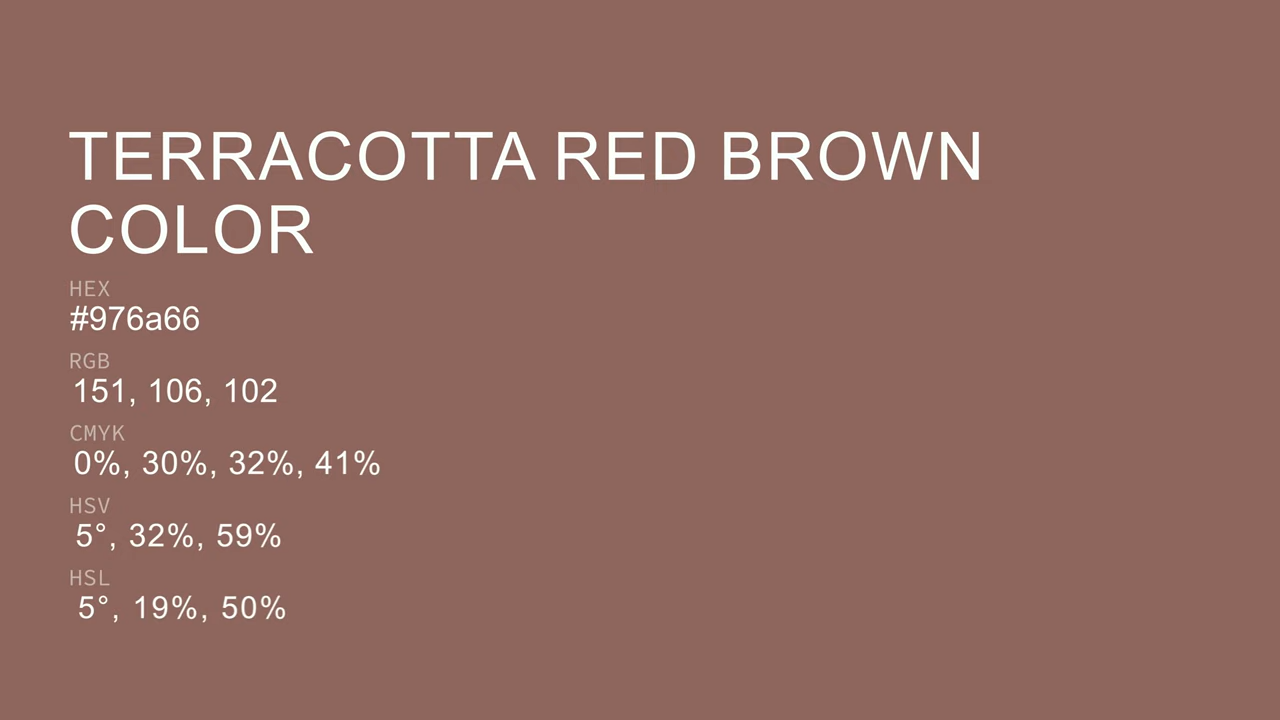 TERRACOTTA RED BROWN
COLOR
HEX
#976a66
RGB
151, 106, 102
CMYK
0%, 30%, 32%, 41%
HSV
5°, 32%, 59%
HSL
5°, 19%, 50%